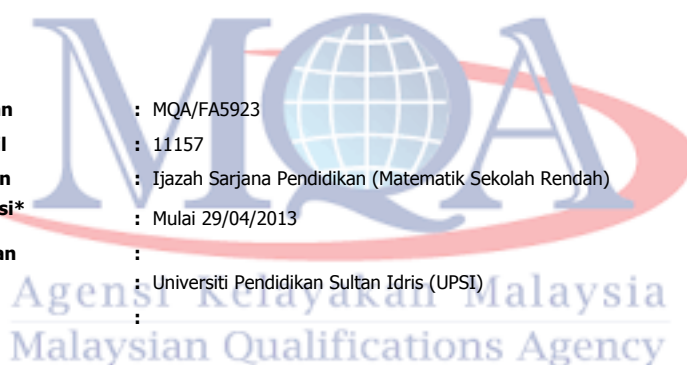 MQA
an : MQA/FA5923
l : 11157
n : Ijazah Sarjana Pendidikan (Matematik Sekolah Rendah)
si* : Mulai 29/04/2013
an :
: Universiti Pendidikan Sultan Idris (UPSI)
:
Agensi Kelayakan Malaysia
Malaysian Qualifications Agency